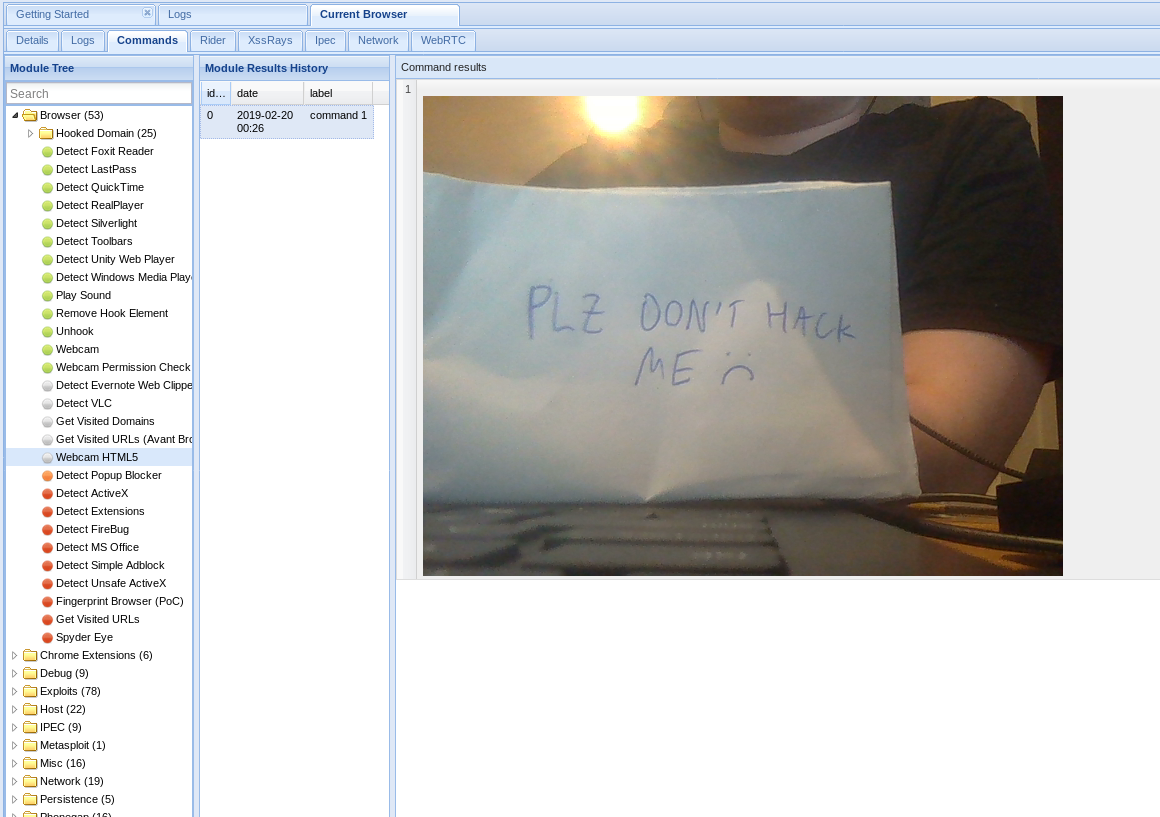 Getting Started
Logs
Current Browser
Details
Logs
Commands
Rider
XssRays
Ipec
Network
WebRTC
Module Tree
Search
Browser (53)
Hooked Domain (25)
Detect Foxit Reader
Detect LastPass
Detect QuickTime
Detect RealPlayer
Detect Silverlight
Detect Toolbars
Detect Unity Web Player
Detect Windows Media Playe
Play Sound
Remove Hook Element
Unhook
Webcam
Webcam Permission Check
Detect Evernote Web Clippe
Detect VLC
Get Visited Domains
Get Visited URLs (Avant Bro
Webcam HTML5
Detect Popup Blocker
Detect ActiveX
Detect Extensions
Detect FireBug
Detect MS Office
Detect Simple Adblock
Detect Unsafe ActiveX
Fingerprint Browser (PoC)
Get Visited URLs
Spyder Eye
Chrome Extensions (6)
Debug (9)
Exploits (78)
Host (22)
IPEC (9)
Metasploit (1)
Misc (16)
Network (19)
Persistence (5)
Phonegap (16)
Module Results History
id... date label
0 2019-02-20 command 1
00:26
Command results
1
PLZ DON'T HACK
ME :(